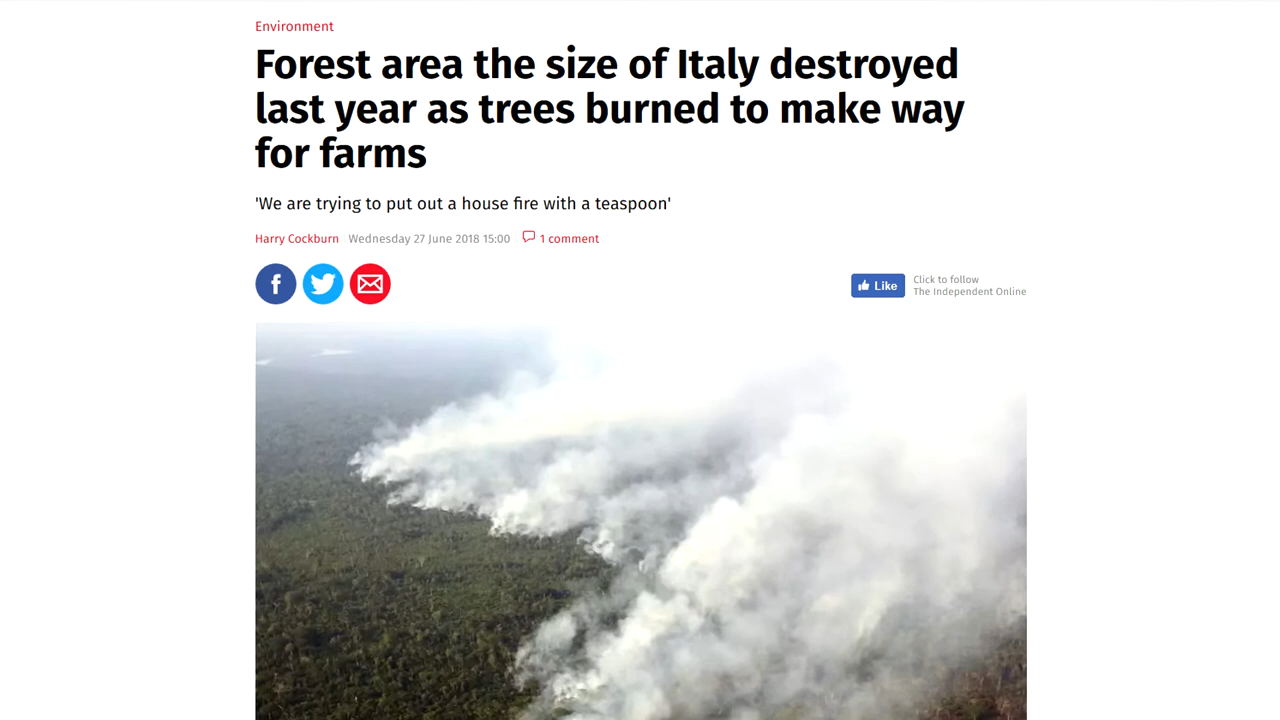 Environment
Forest area the size of Italy destroyed
last year as trees burned to make way
for farms
'We are trying to put out a house fire with a teaspoon'
Harry Cockburn Wednesday 27 June 2018 15:00 1 comment
Like
Click to follow
The Independent Online